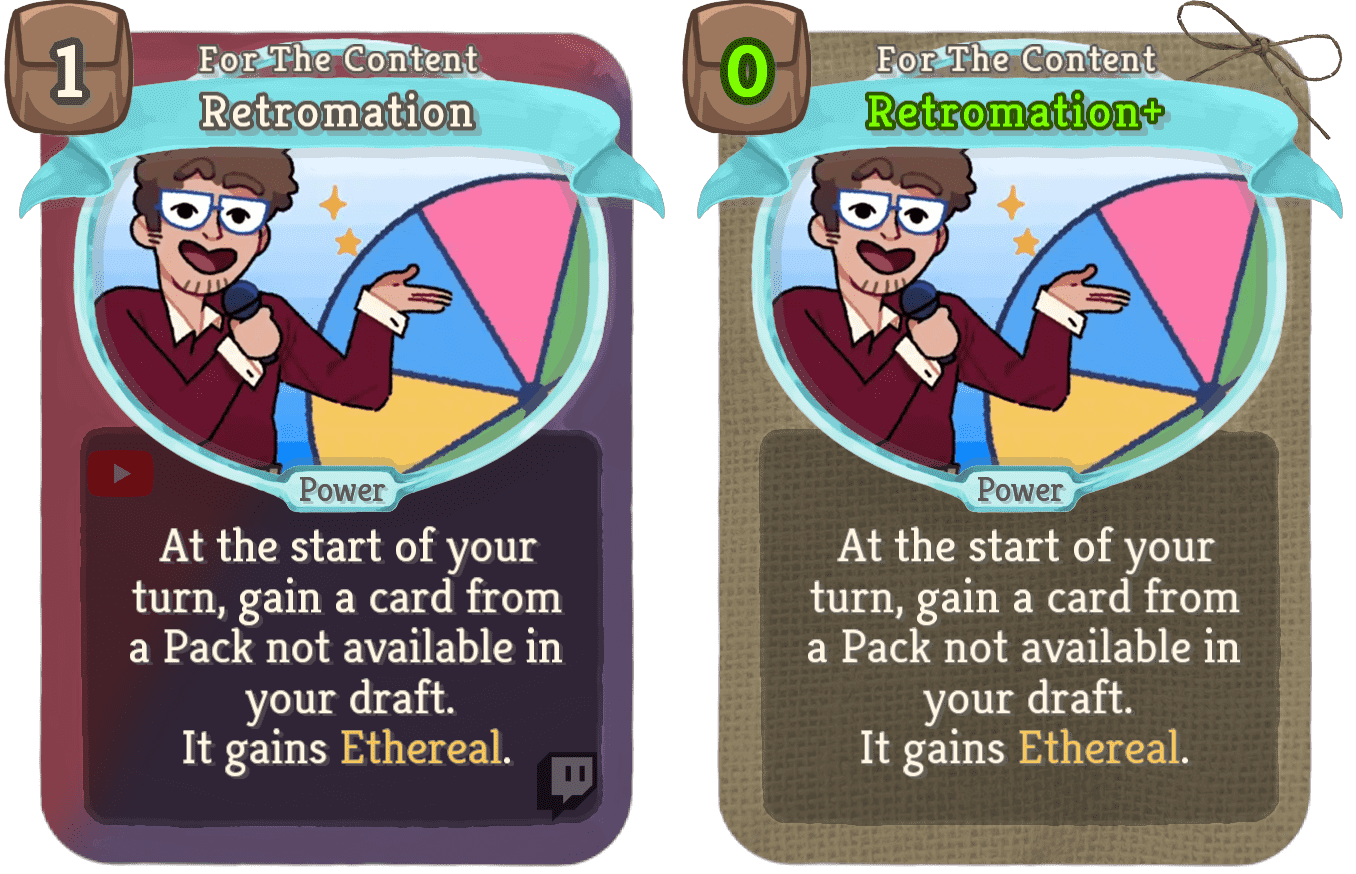 1
For The Content
Retromation
Power
At the start of your
turn, gain a card from
a Pack not available in
your draft.
It gains Ethereal.
0
For The Content
Retromation+
Power
At the start of your
turn, gain a card from
a Pack not available in
your draft.
It gains Ethereal.